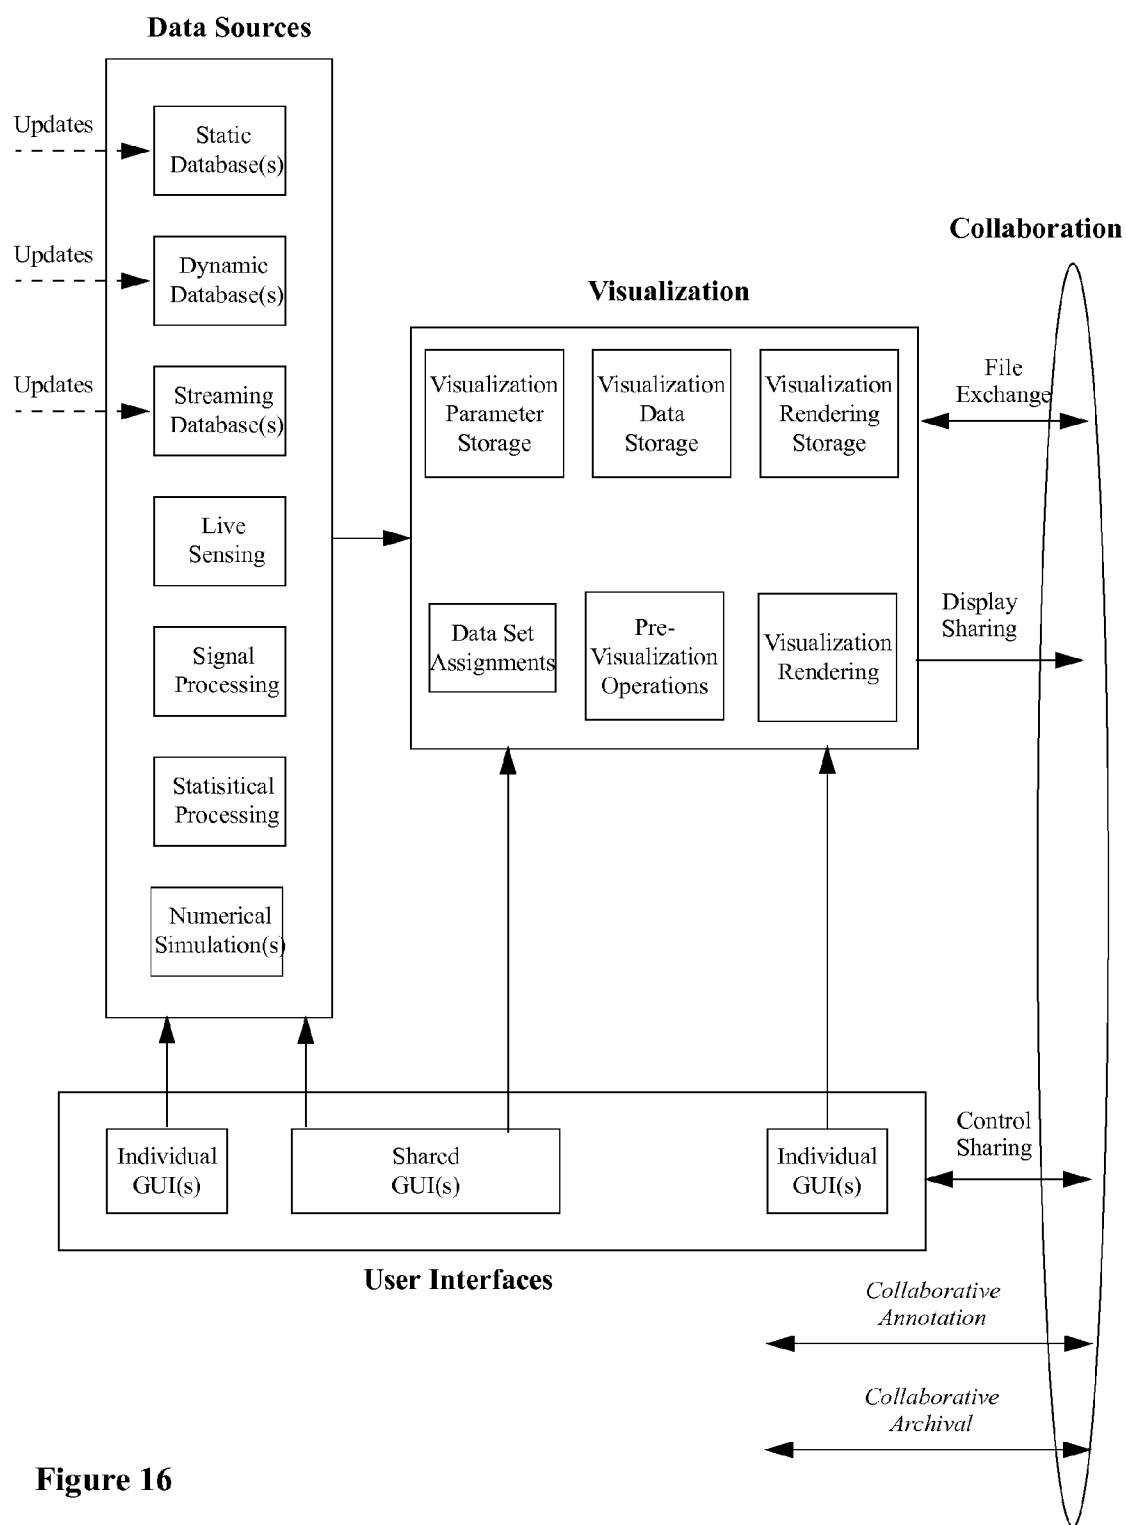 Data Sources
Updates
Static
Database(s)
Updates
Dynamic
Database(s)
Updates
Streaming
Database(s)
Live
Sensing
Signal
Processing
Statisitical
Processing
Numerical
Simulation(s)
Visualization
Visualization
Parameter
Storage
Visualization
Data
Storage
Visualization
Rendering
Storage
Data Set
Assignments
Pre-
Visualization
Operations
Visualization
Rendering
Collaboration
File
Exchange
Display
Sharing
Control
Sharing
Individual
GUI(s)
Shared
GUI(s)
Individual
GUI(s)
User Interfaces
Collaborative
Annotation
Collaborative
Archival
Figure 16